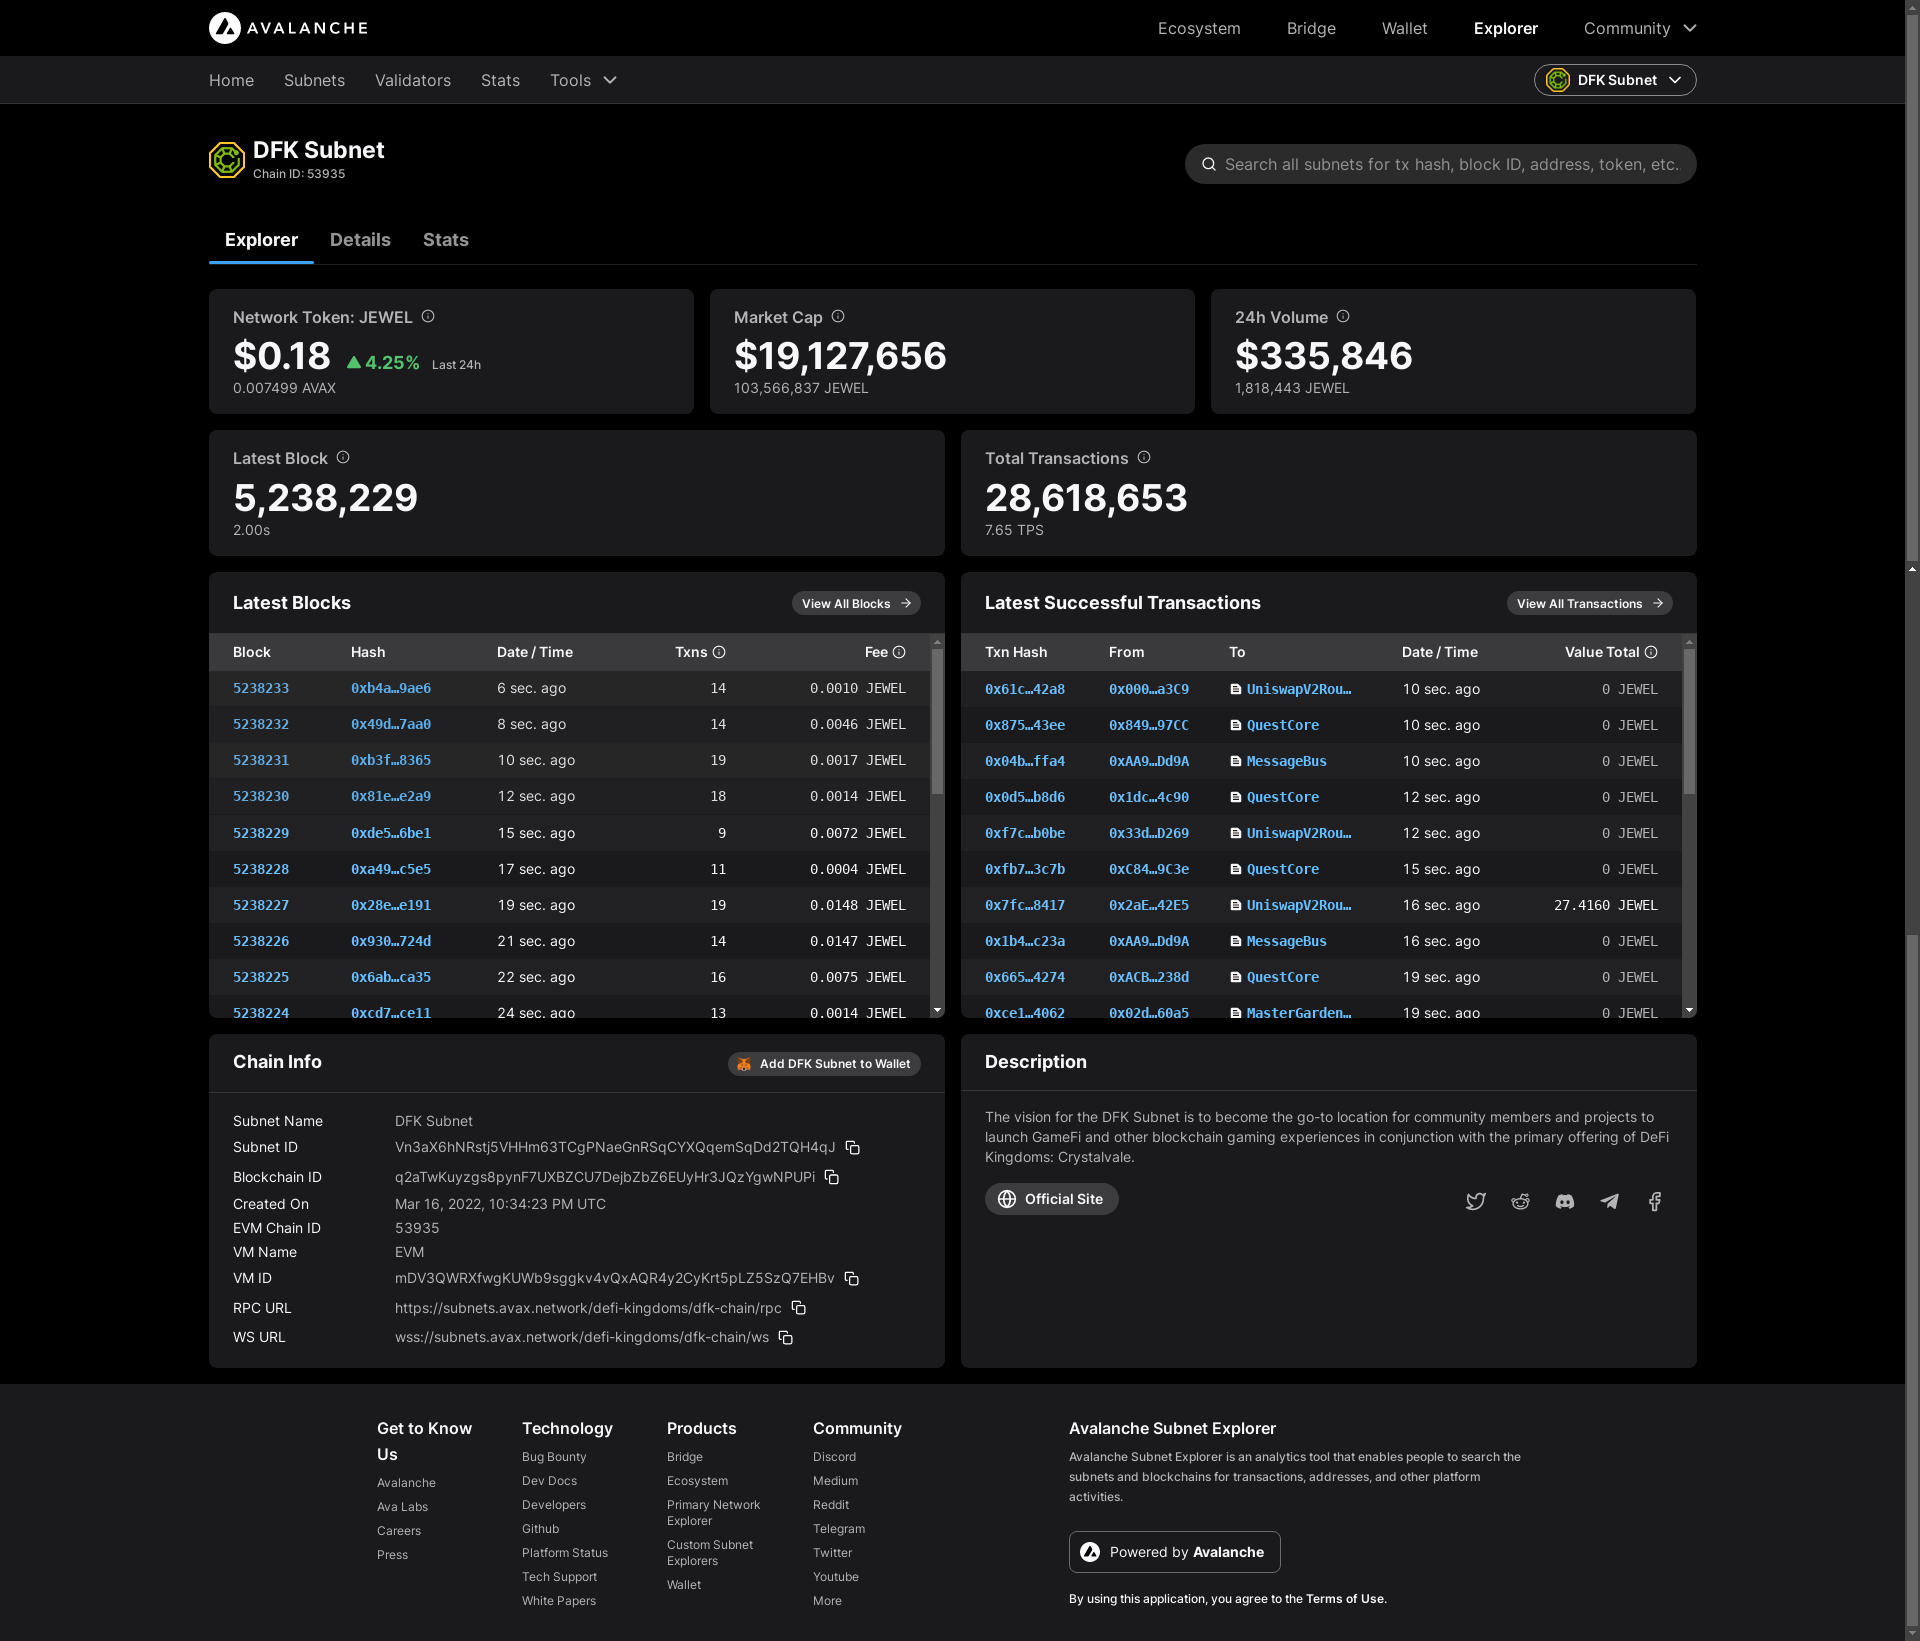 AVALANCHE
Ecosystem
Bridge
Wallet
Explorer
Community
Home
Subnets
Validators
Stats
Tools
DFK Subnet
DFK Subnet
Chain ID: 53935
Search all subnets for tx hash, block ID, address, token, etc.
Explorer
Details
Stats
Network Token: JEWEL
$0.18 4.25% Last 24h
0.007499 AVAX
Market Cap
$19,127,656
103,566,837 JEWEL
24h Volume
$335,846
1,818,443 JEWEL
Latest Block
5,238,229
2.00s
Total Transactions
28,618,653
7.65 TPS
Latest Blocks
View All Blocks
Block Hash Date / Time Txns Fee
5238233 0xb4a…9ae6 6 sec. ago 14 0.0010 JEWEL
5238232 0x49d…7aa0 8 sec. ago 14 0.0046 JEWEL
5238231 0xb3f…8365 10 sec. ago 19 0.0017 JEWEL
5238230 0x81e…e2a9 12 sec. ago 18 0.0014 JEWEL
5238229 0xde5…6be1 15 sec. ago 9 0.0072 JEWEL
5238228 0xa49…c5e5 17 sec. ago 11 0.0004 JEWEL
5238227 0x28e…e191 19 sec. ago 19 0.0148 JEWEL
5238226 0x930…724d 21 sec. ago 14 0.0147 JEWEL
5238225 0x6ab…ca35 22 sec. ago 16 0.0075 JEWEL
5238224 0xcd7…ce11 24 sec. ago 13 0.0014 JEWEL
Latest Successful Transactions
View All Transactions
Txn Hash From To Date / Time Value Total
0x61c…42a8 0x000…a3C9 UniswapV2Rou… 10 sec. ago 0 JEWEL
0x875…43ee 0x849…97CC QuestCore 10 sec. ago 0 JEWEL
0x04b…ffa4 0xAA9…Dd9A MessageBus 10 sec. ago 0 JEWEL
0x0d5…b8d6 0x1dc…4c90 QuestCore 12 sec. ago 0 JEWEL
0xf7c…b0be 0x33d…D269 UniswapV2Rou… 12 sec. ago 0 JEWEL
0xfb7…3c7b 0xC84…9C3e QuestCore 15 sec. ago 0 JEWEL
0x7fc…8417 0x2aE…42E5 UniswapV2Rou… 16 sec. ago 27.4160 JEWEL
0x1b4…c23a 0xAA9…Dd9A MessageBus 16 sec. ago 0 JEWEL
0x665…4274 0xACB…238d QuestCore 19 sec. ago 0 JEWEL
0xce1…4062 0x02d…60a5 MasterGarden… 19 sec. ago 0 JEWEL
Chain Info
Add DFK Subnet to Wallet
Subnet Name DFK Subnet
Subnet ID Vn3aX6hNRstj5VHHm63TCgPNaeGnRSqCYXQqemSqDd2TQH4qJ
Blockchain ID q2aTwKuyzgs8pynF7UXBZCU7DejbZbZ6EUyHr3JQzYgwNPUPi
Created On Mar 16, 2022, 10:34:23 PM UTC
EVM Chain ID 53935
VM Name EVM
VM ID mDV3QWRXfwgKUWb9sggkv4vQxAQR4y2CyKrt5pLZ5SzQ7EHBv
RPC URL https://subnets.avax.network/defi-kingdoms/dfk-chain/rpc
WS URL wss://subnets.avax.network/defi-kingdoms/dfk-chain/ws
Description
The vision for the DFK Subnet is to become the go-to location for community members and projects to
launch GameFi and other blockchain gaming experiences in conjunction with the primary offering of DeFi
Kingdoms: Crystalvale.
Official Site
Get to Know
Us
Avalanche
Ava Labs
Careers
Press
Technology
Bug Bounty
Dev Docs
Developers
Github
Platform Status
Tech Support
White Papers
Products
Bridge
Ecosystem
Primary Network
Explorer
Custom Subnet
Explorers
Wallet
Community
Discord
Medium
Reddit
Telegram
Twitter
Youtube
More
Avalanche Subnet Explorer
Avalanche Subnet Explorer is an analytics tool that enables people to search the
subnets and blockchains for transactions, addresses, and other platform
activities.
Powered by Avalanche
By using this application, you agree to the Terms of Use.